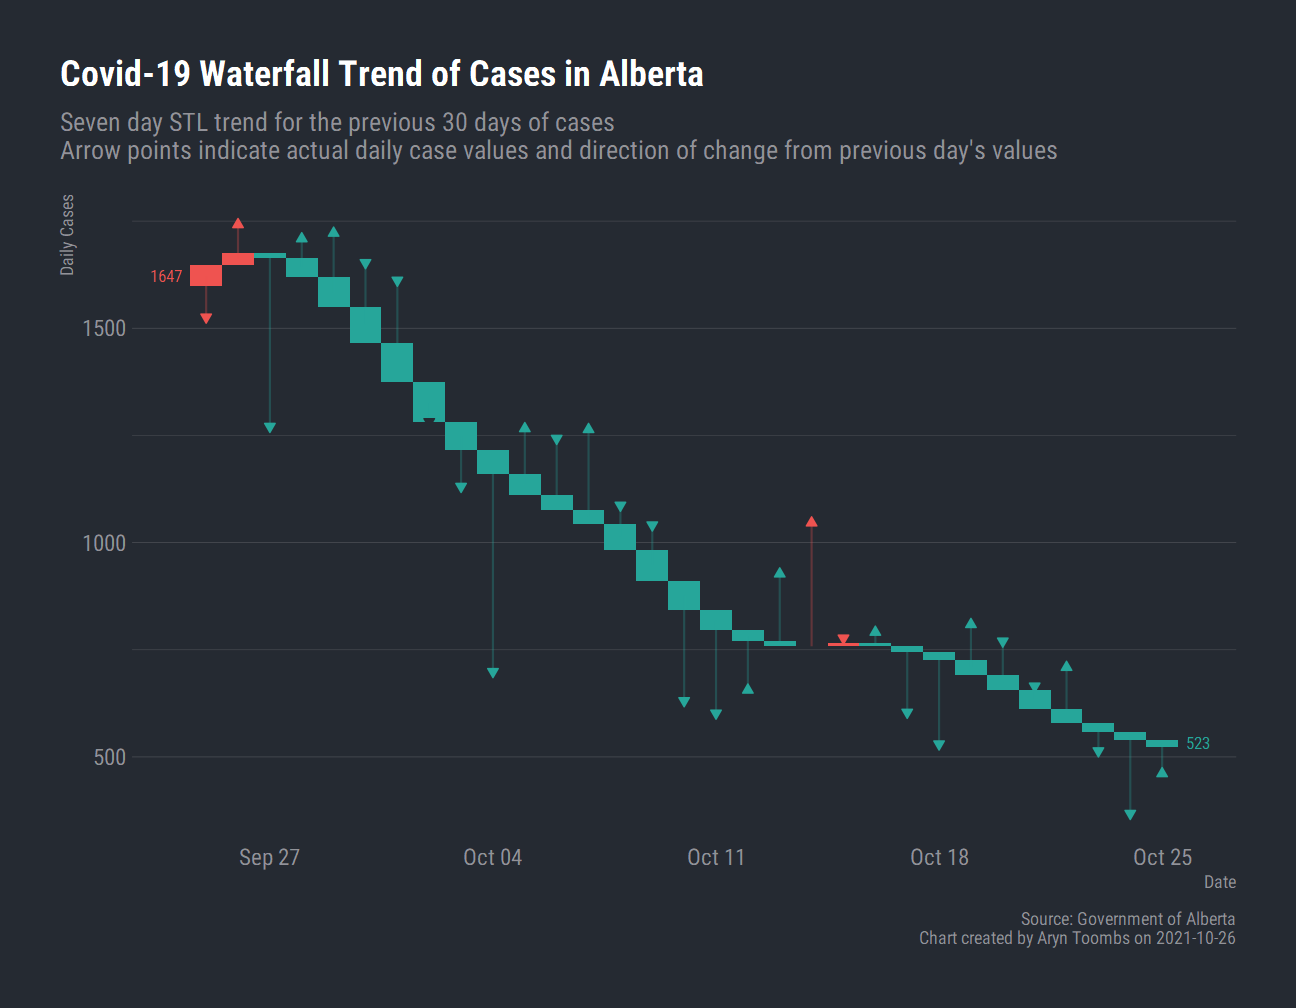 Covid-19 Waterfall Trend of Cases in Alberta
Seven day STL trend for the previous 30 days of cases
Arrow points indicate actual daily case values and direction of change from previous day's values
Daily Cases
1647
1500
1000
500
523
Sep 27
Oct 04
Oct 11
Oct 18
Oct 25
Date
Source: Government of Alberta
Chart created by Aryn Toombs on 2021-10-26